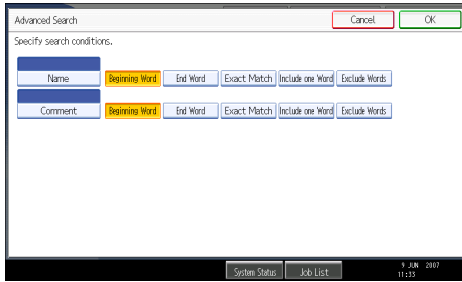 Advanced Search Cancel OK
Specify search conditions.
Name Beginning Word End Word Exact Match Include one Word Exclude Words
Comment Beginning Word End Word Exact Match Include one Word Exclude Words
System Status Job List 9 JUN 2007
11:33